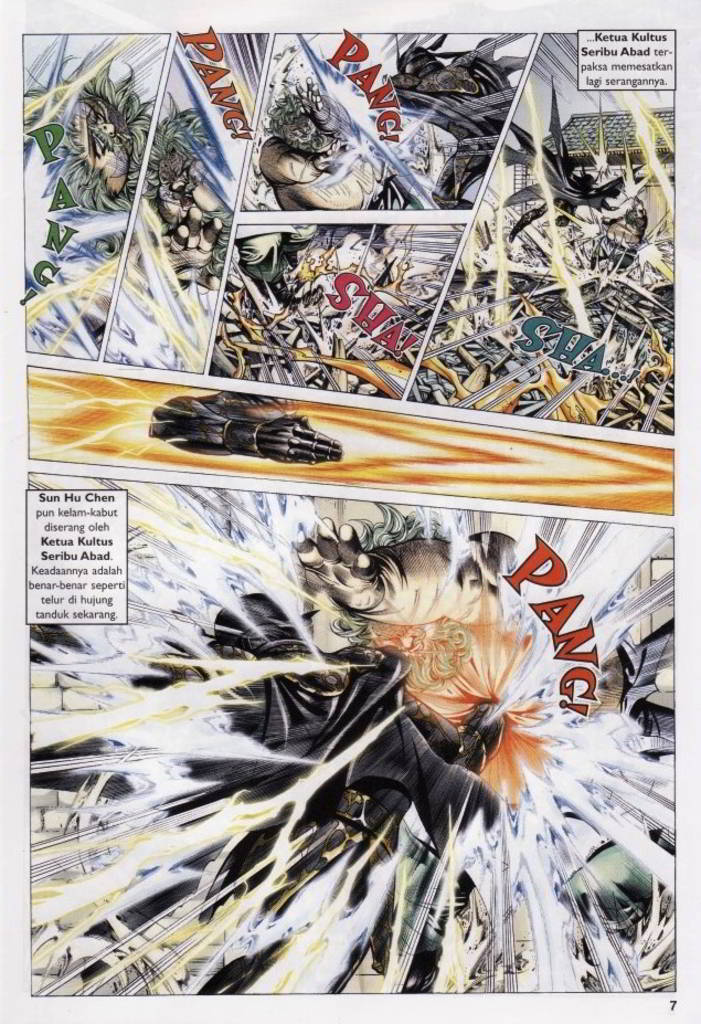 PANG!
PANG!
PANG!
...Ketua Kultus
Seribu Abad ter-
paksa memesatkan
lagi serangannya.
SHA!
SHA...!
Sun Hu Chen
pun kelam-kabut
diserang oleh
Ketua Kultus
Seribu Abad.
Keadaannya adalah
benar-benar seperti
telur di hujung
tanduk sekarang.
PANG!
7